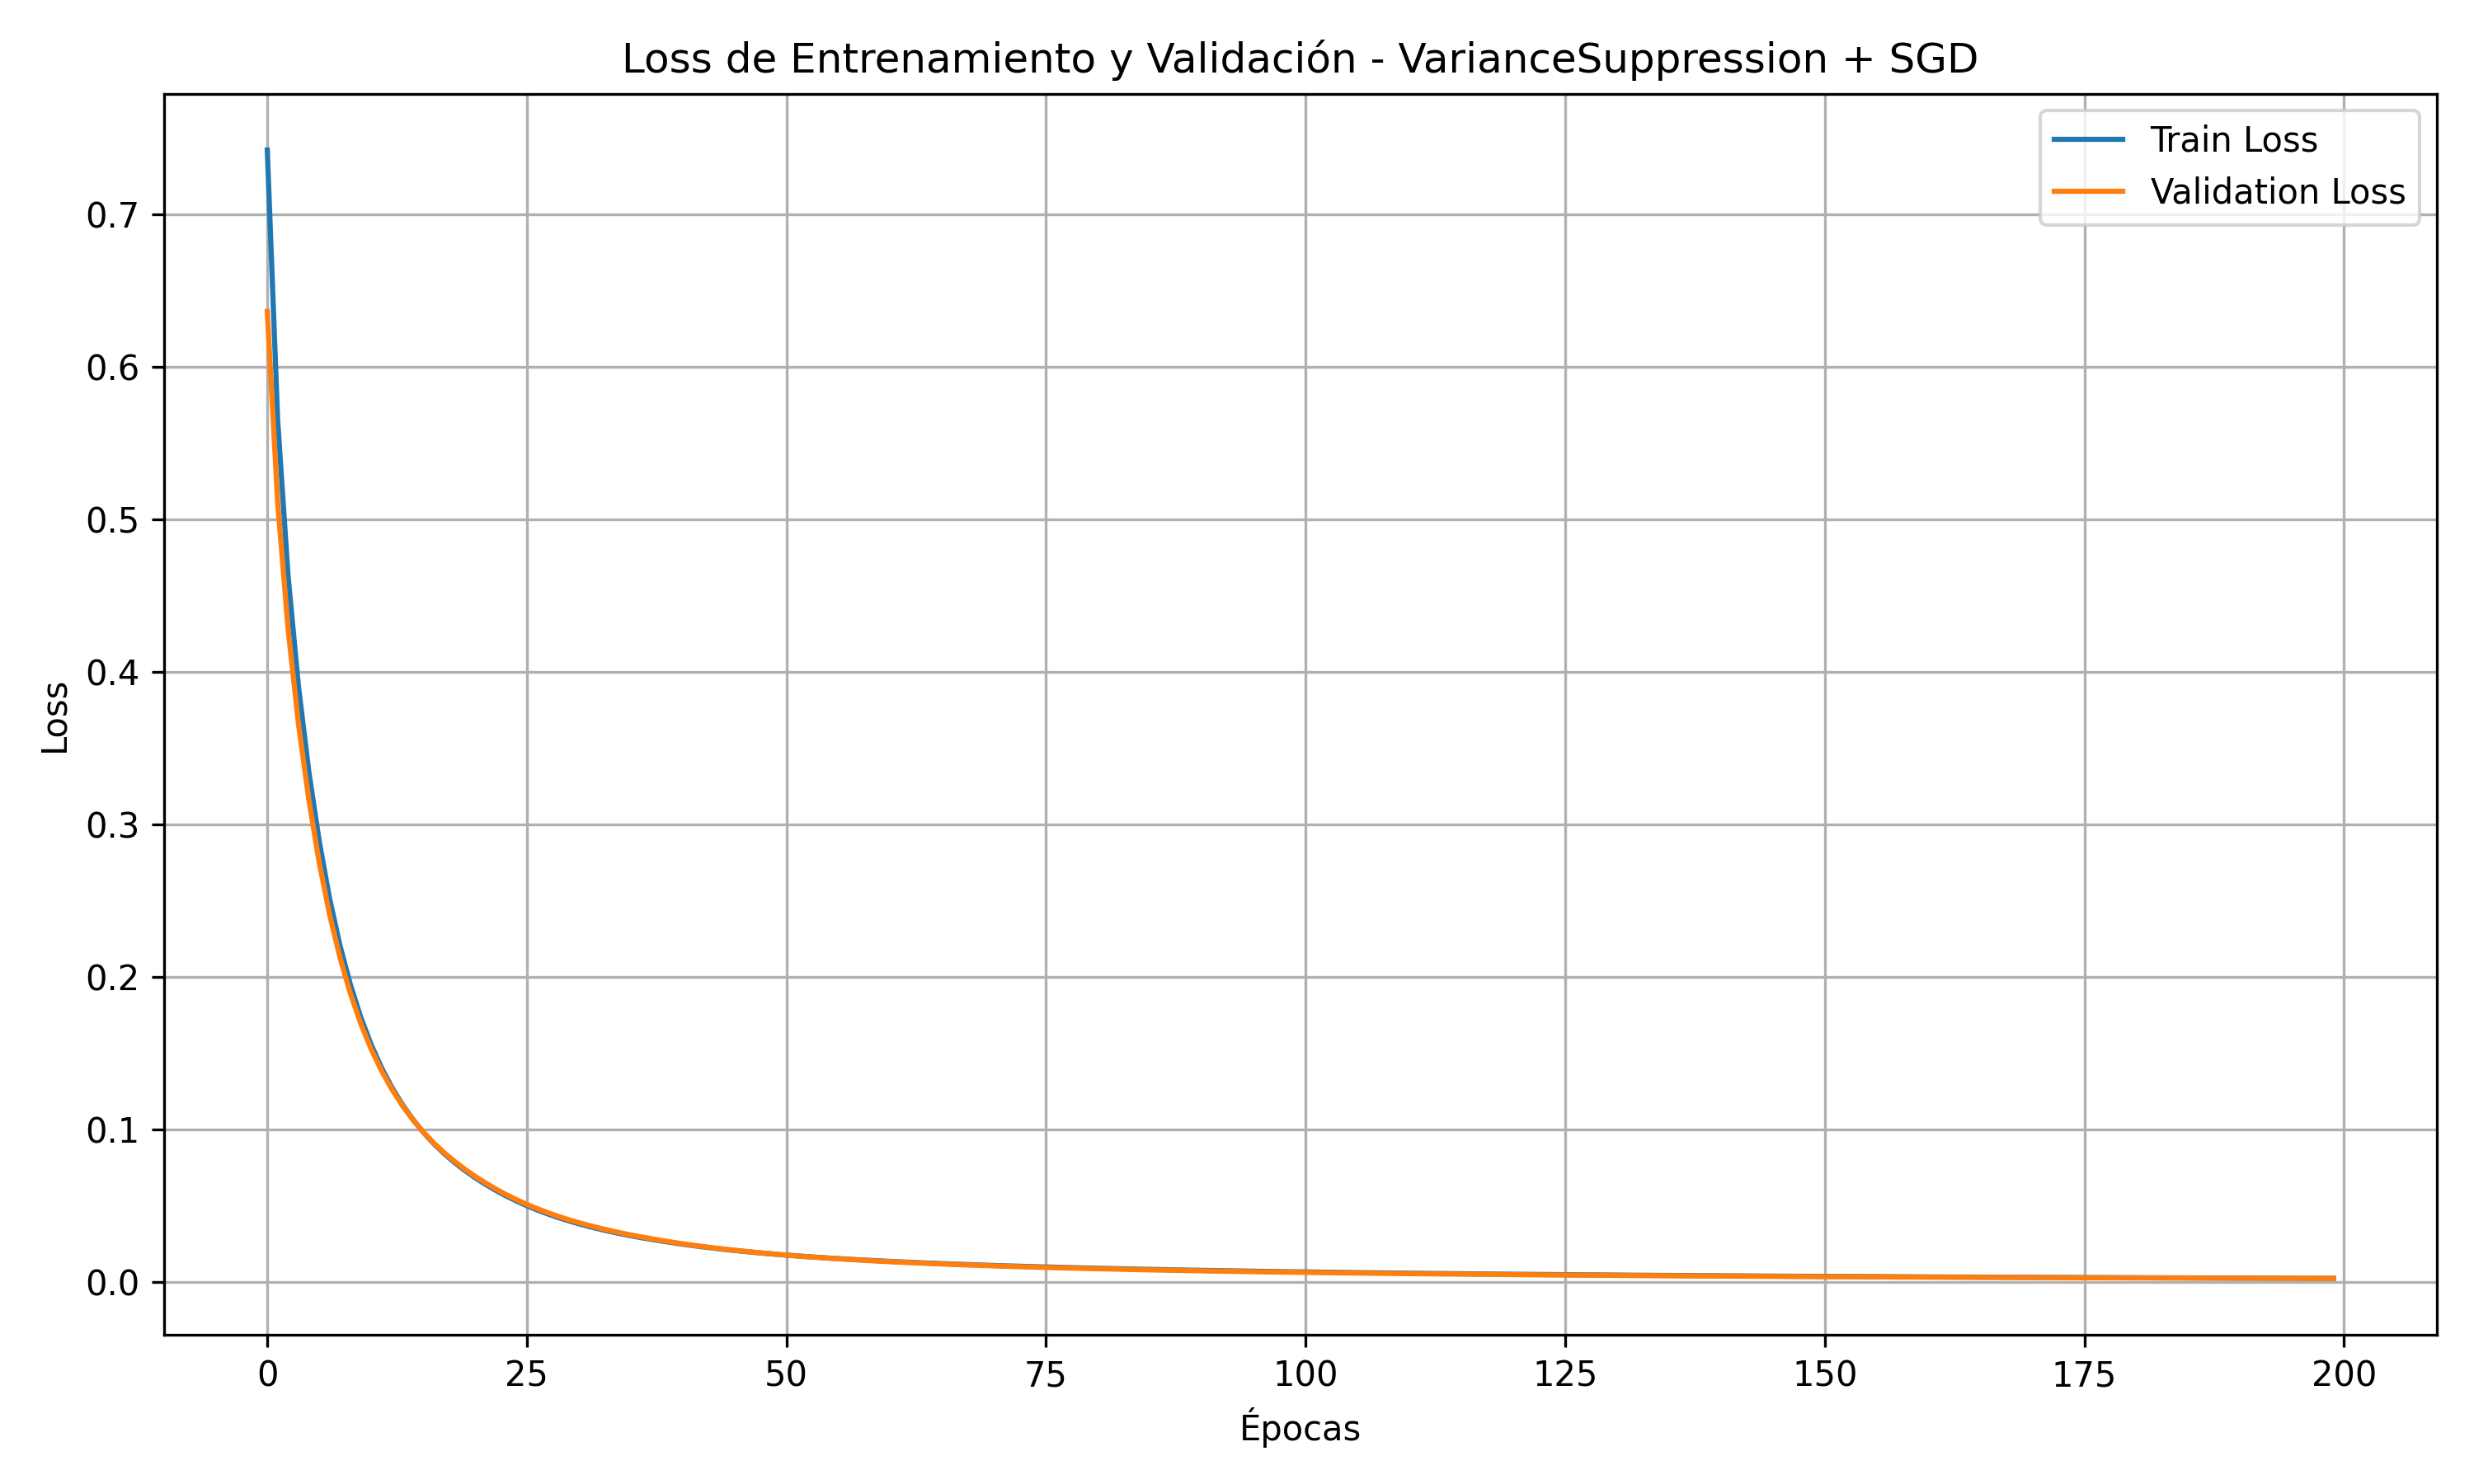 Loss de Entrenamiento y Validación - VarianceSuppression + SGD
Train Loss
Validation Loss
0.7
0.6
0.5
0.4
0.3
0.2
0.1
0.0
Loss
0 25 50 75 100 125 150 175 200
Épocas